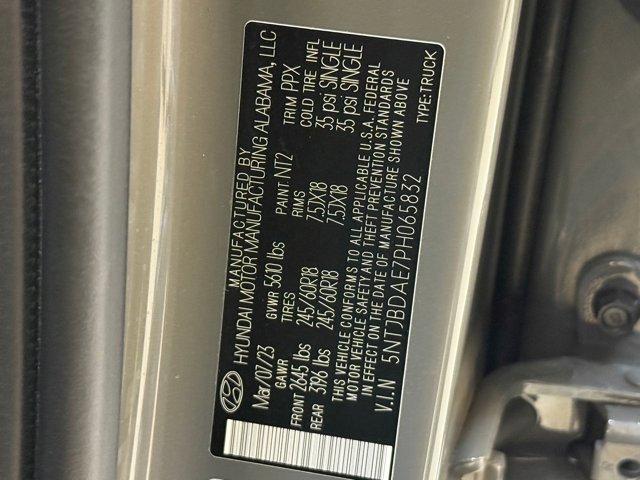 MANUFACTURED BY
HYUNDAI MOTOR MANUFACTURING ALABAMA, LLC
Mar/07/23 GVWR 5610 lbs PAINT NT2 TRIM PPX
GAWR TIRES RIMS COLD TIRE INFL
FRONT 2645 lbs 245/60R18 7.5JX18 35 psi SINGLE
REAR 3196 lbs 245/60R18 7.5JX18 35 psi SINGLE
THIS VEHICLE CONFORMS TO ALL APPLICABLE U.S.A. FEDERAL
MOTOR VEHICLE SAFETY AND THEFT PREVENTION STANDARDS
IN EFFECT ON THE DATE OF MANUFACTURE SHOWN ABOVE
V.I.N 5NTJBDAE7PH065832 TYPE:TRUCK